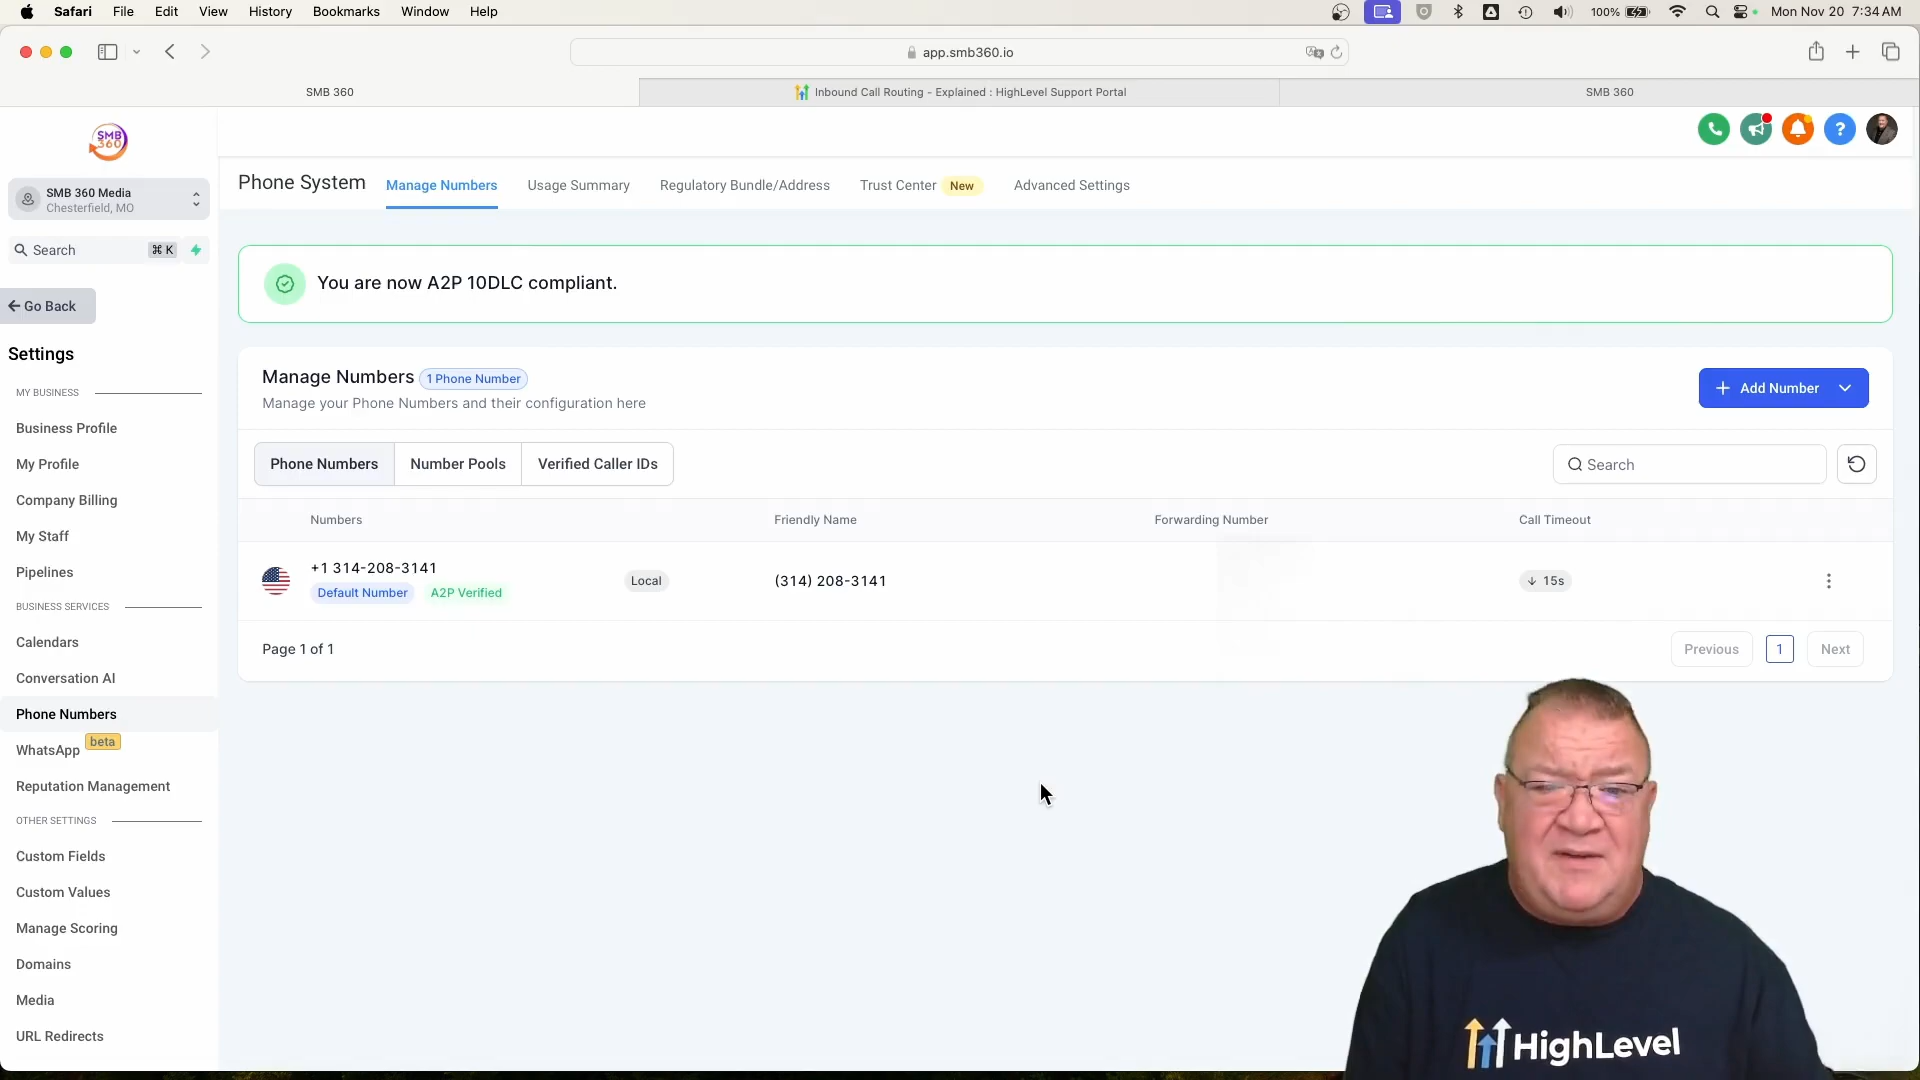 Safari File Edit View History Bookmarks Window Help
100%
Mon Nov 20 7:34 AM
app.smb360.io
SMB 360
Inbound Call Routing - Explained : HighLevel Support Portal
SMB 360
SMB
360
SMB 360 Media
Chesterfield, MO
Search ⌘ K
Go Back
Settings
MY BUSINESS
Business Profile
My Profile
Company Billing
My Staff
Pipelines
BUSINESS SERVICES
Calendars
Conversation AI
Phone Numbers
WhatsApp beta
Reputation Management
OTHER SETTINGS
Custom Fields
Custom Values
Manage Scoring
Domains
Media
URL Redirects
Phone System
Manage Numbers
Usage Summary
Regulatory Bundle/Address
Trust Center New
Advanced Settings
You are now A2P 10DLC compliant.
Manage Numbers 1 Phone Number
Manage your Phone Numbers and their configuration here
+ Add Number
Phone Numbers Number Pools Verified Caller IDs
Search
Numbers Friendly Name Forwarding Number Call Timeout
+1 314-208-3141
Default Number A2P Verified
Local
(314) 208-3141
15s
Page 1 of 1
Previous 1 Next
HighLevel